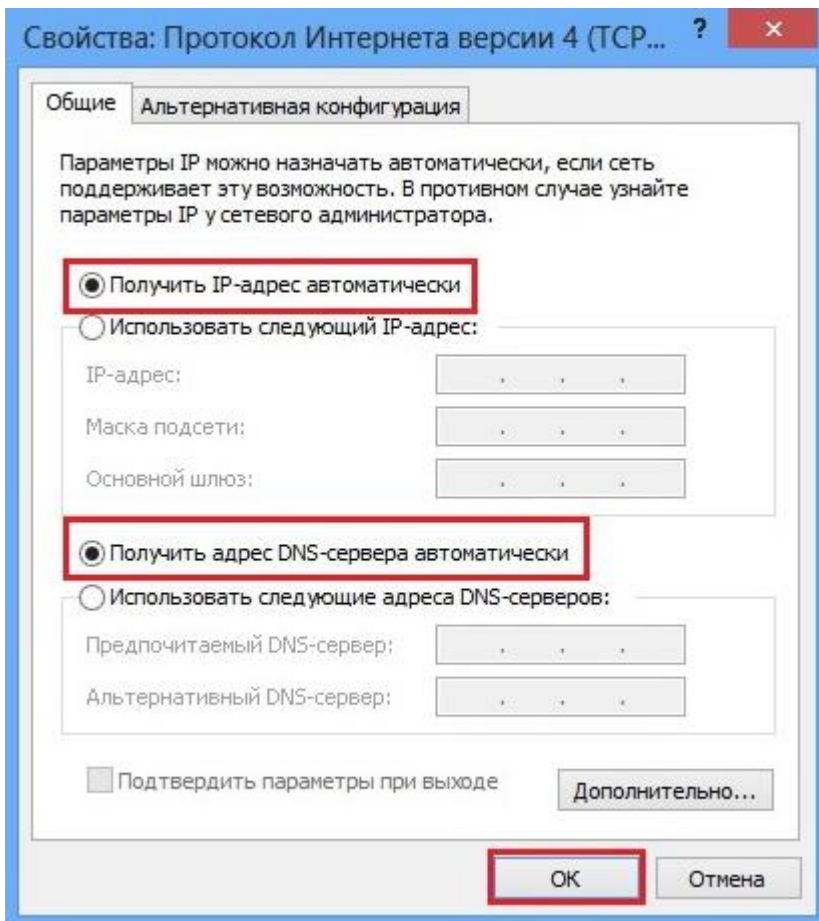 Свойства: Протокол Интернета версии 4 (TCP...
? ×
Общие
Альтернативная конфигурация
Параметры IP можно назначать автоматически, если сеть
поддерживает эту возможность. В противном случае узнайте
параметры IP у сетевого администратора.
Получить IP-адрес автоматически
Использовать следующий IP-адрес:
IP-адрес:
Маска подсети:
Основной шлюз:
Получить адрес DNS-сервера автоматически
Использовать следующие адреса DNS-серверов:
Предпочитаемый DNS-сервер:
Альтернативный DNS-сервер:
Подтвердить параметры при выходе
Дополнительно...
ОК
Отмена